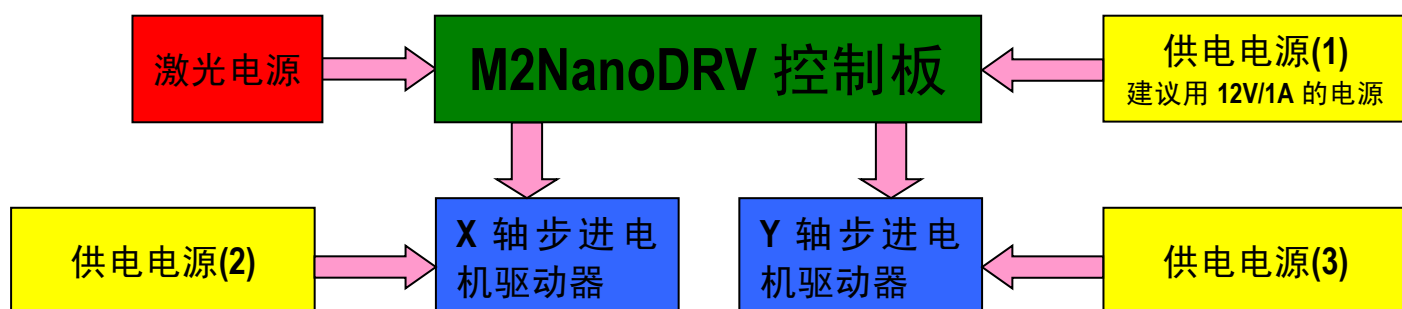 激光电源
M2NanoDRV 控制板
供电电源(1)
建议用 12V/1A 的电源
供电电源(2)
X 轴步进电
机驱动器
Y 轴步进电
机驱动器
供电电源(3)